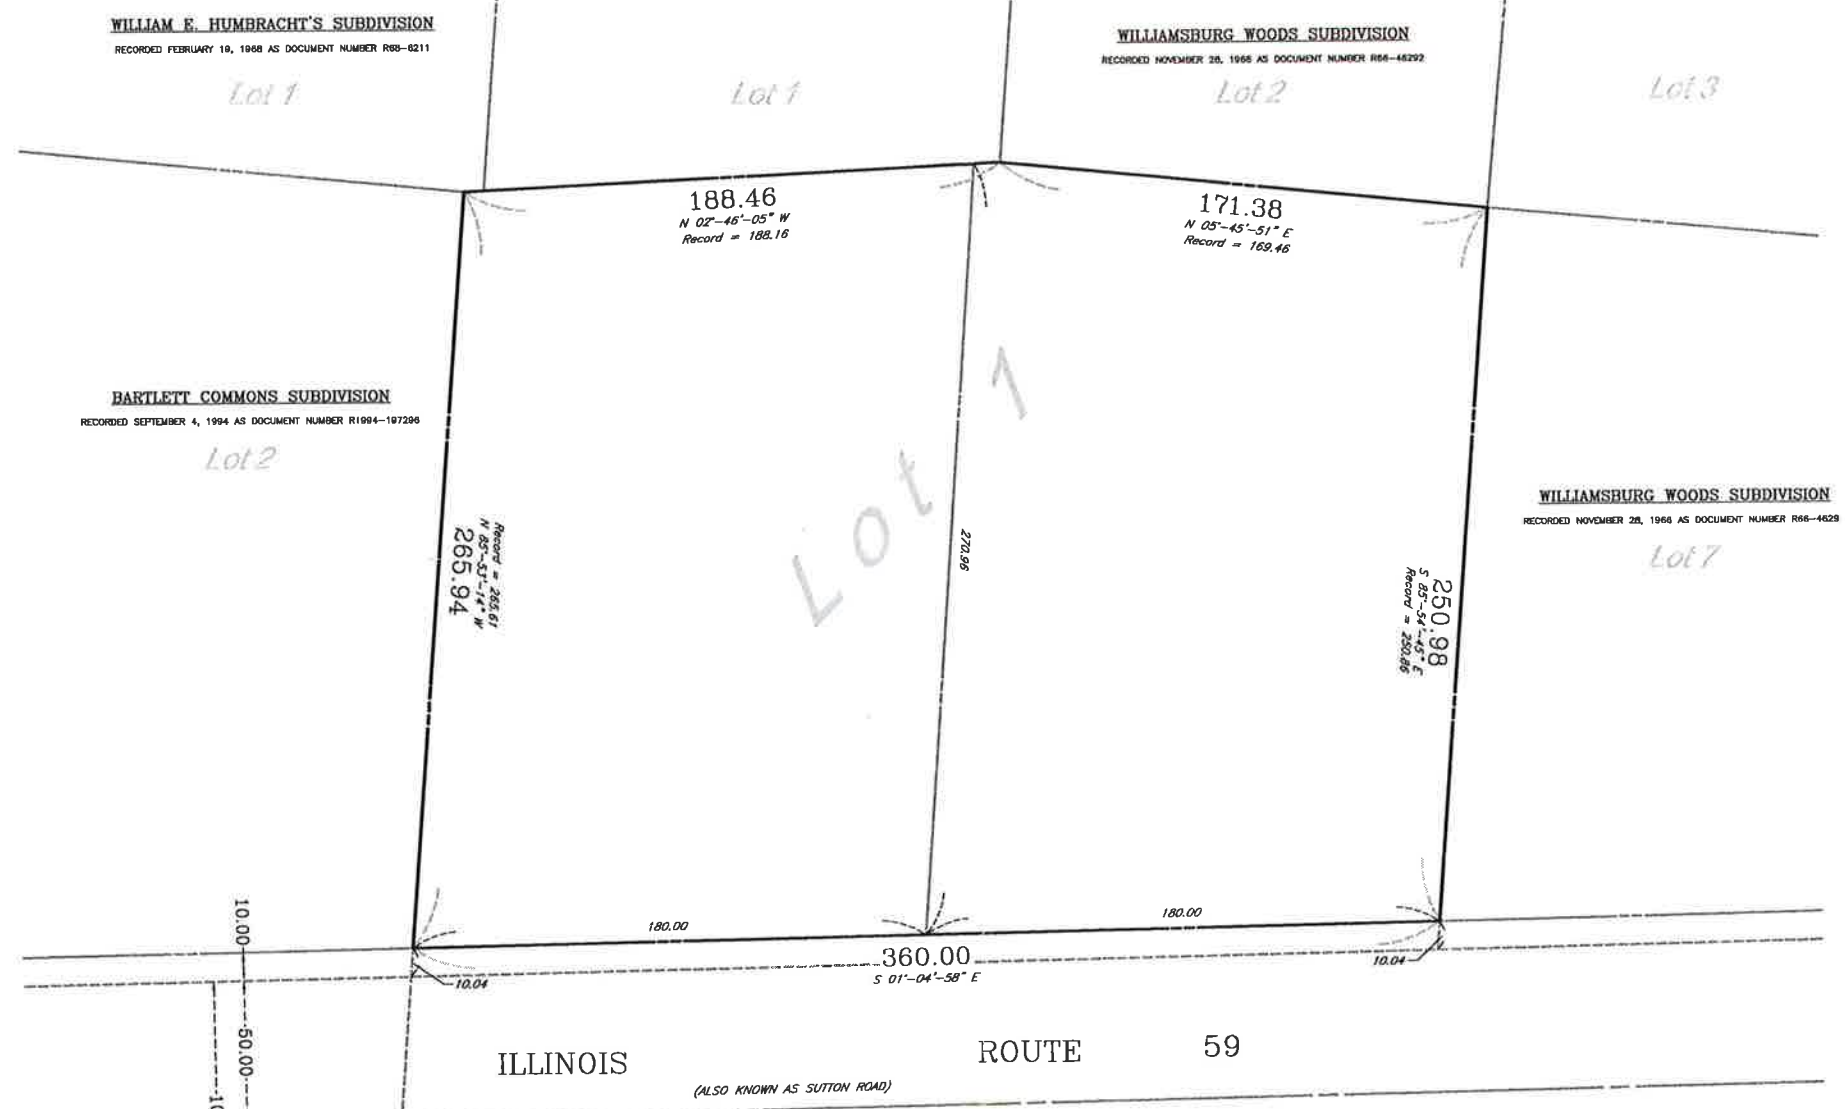 WILLIAM E. HUMBRACHT'S SUBDIVISION
RECORDED FEBRUARY 19, 1968 AS DOCUMENT NUMBER R68-6211
Lot 1
Lot 1
WILLIAMSBURG WOODS SUBDIVISION
RECORDED NOVEMBER 28, 1966 AS DOCUMENT NUMBER R66-46292
Lot 2
Lot 3
188.46
N 02°-46'-05" W
Record = 188.16
171.38
N 05°-45'-51" E
Record = 169.46
BARTLETT COMMONS SUBDIVISION
RECORDED SEPTEMBER 4, 1994 AS DOCUMENT NUMBER R1994-197296
Lot 2
Record = 265.61
N 85°-53'-14" W
265.94
Lot 1
270.96
250.98
S 85°-54'-45" E
Record = 250.86
WILLIAMSBURG WOODS SUBDIVISION
RECORDED NOVEMBER 28, 1966 AS DOCUMENT NUMBER R66-4629
Lot 7
10.00
180.00
180.00
360.00
S 01°-04'-58" E
10.04
10.04
50.00
10
ILLINOIS ROUTE 59
(ALSO KNOWN AS SUTTON ROAD)